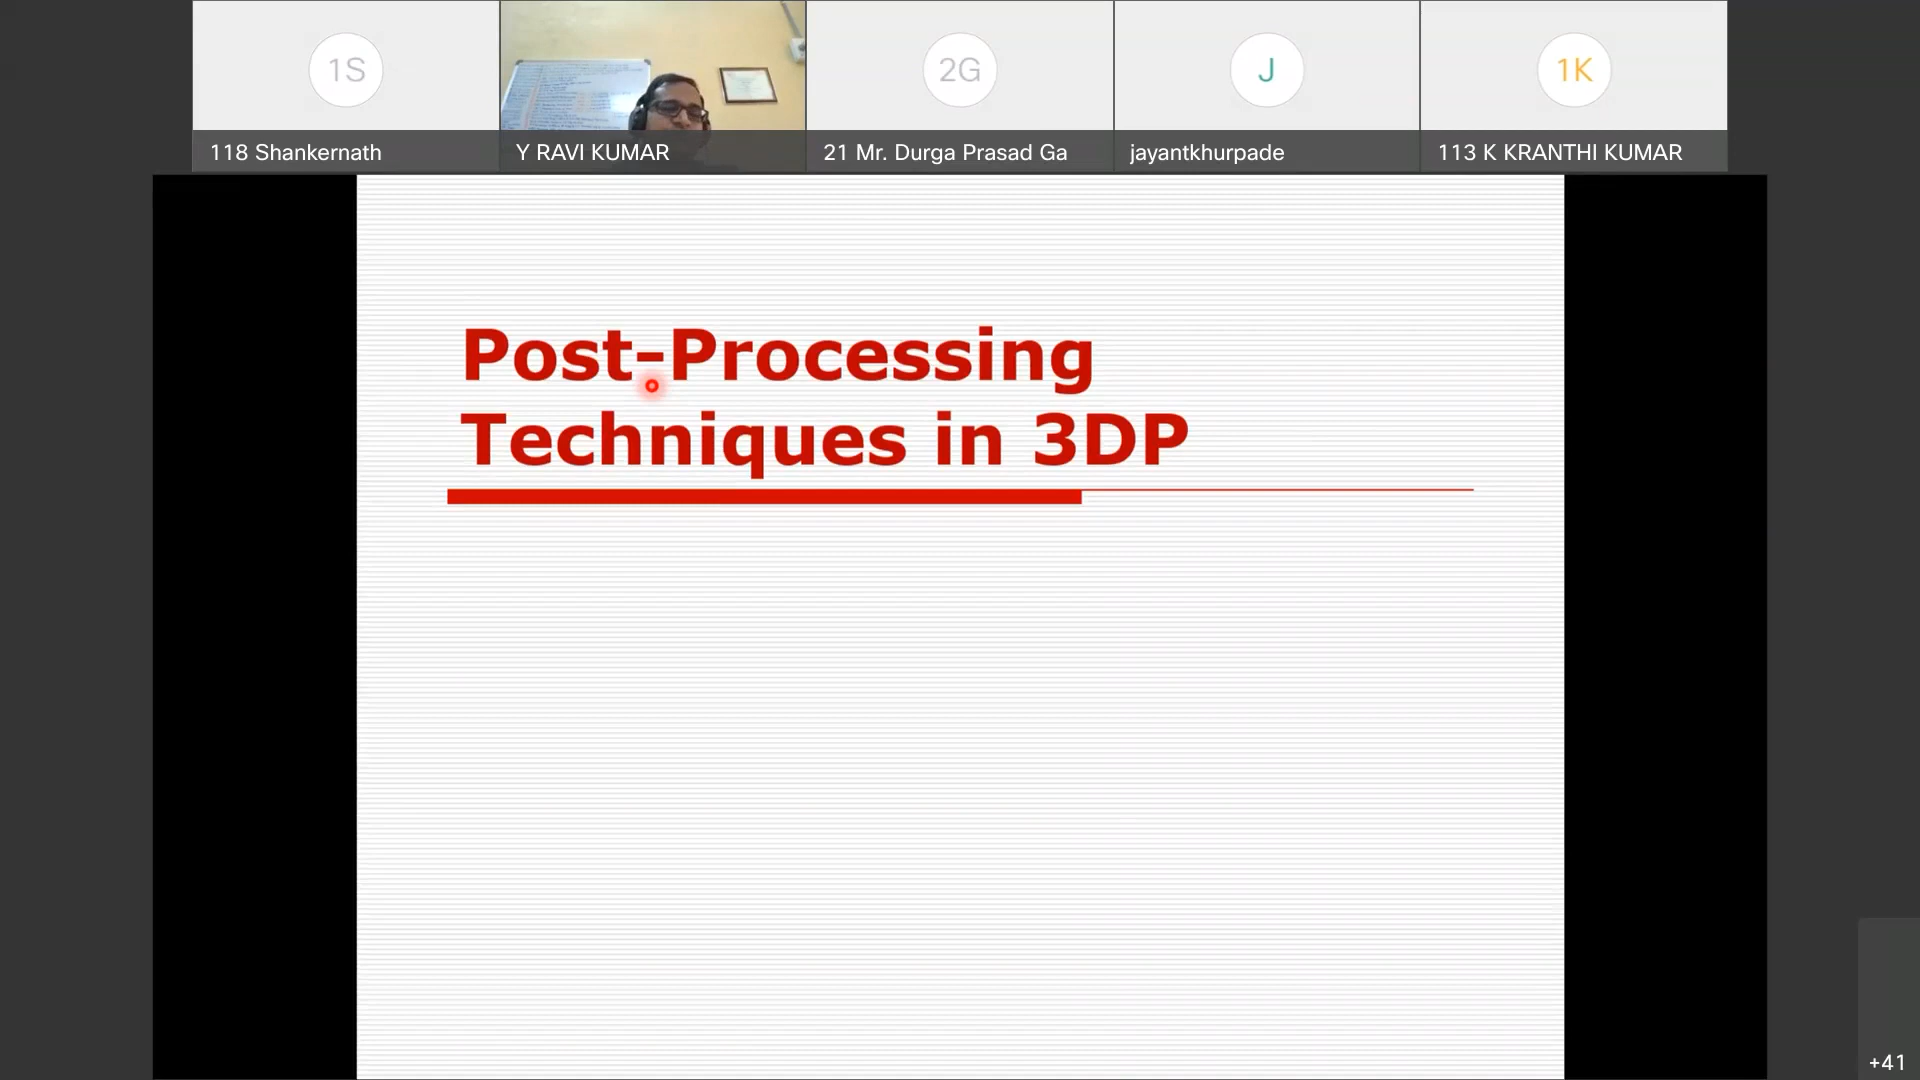 1S
2G
J
1K
118 Shankernath
Y RAVI KUMAR
21 Mr. Durga Prasad Ga
jayantkhurpade
113 K KRANTHI KUMAR
Post-Processing
Techniques in 3DP
+41